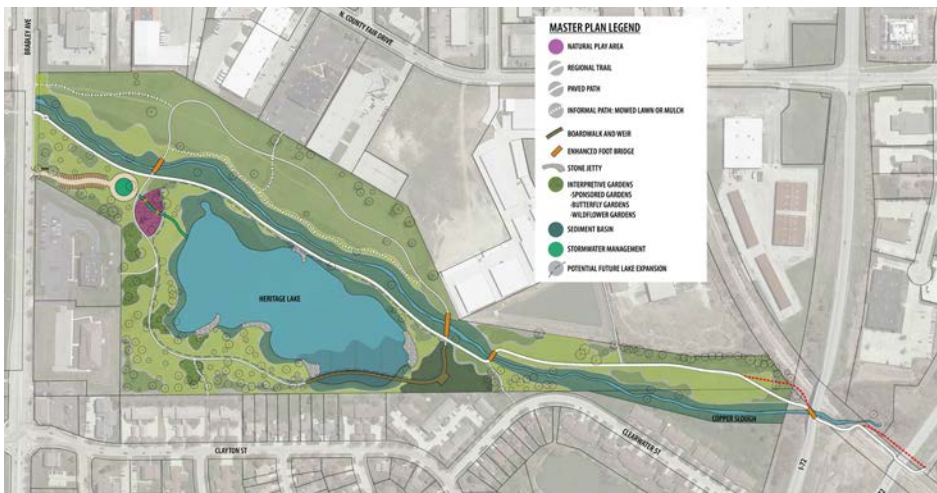 BRADLEY AVE
N. COUNTY FAIR DRIVE
MASTER PLAN LEGEND
NATURAL PLAY AREA
REGIONAL TRAIL
PAVED PATH
INFORMAL PATH: MOWED LAWN OR MULCH
BOARDWALK AND WEIR
ENHANCED FOOT BRIDGE
STONE JETTY
INTERPRETIVE GARDENS
-SPONSORED GARDENS
-BUTTERFLY GARDENS
-WILDFLOWER GARDENS
SEDIMENT BASIN
STORMWATER MANAGEMENT
POTENTIAL FUTURE LAKE EXPANSION
HERITAGE LAKE
COPPER SLOUGH
CLEARWATER ST
CLAYTON ST
I-72